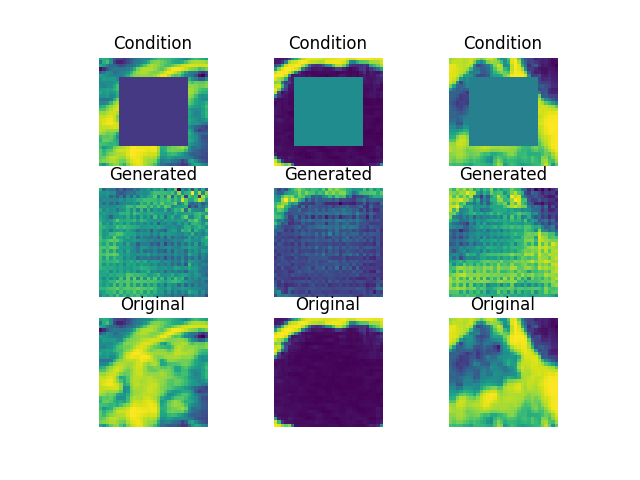 Condition Condition Condition
Generated Generated Generated
Original Original Original